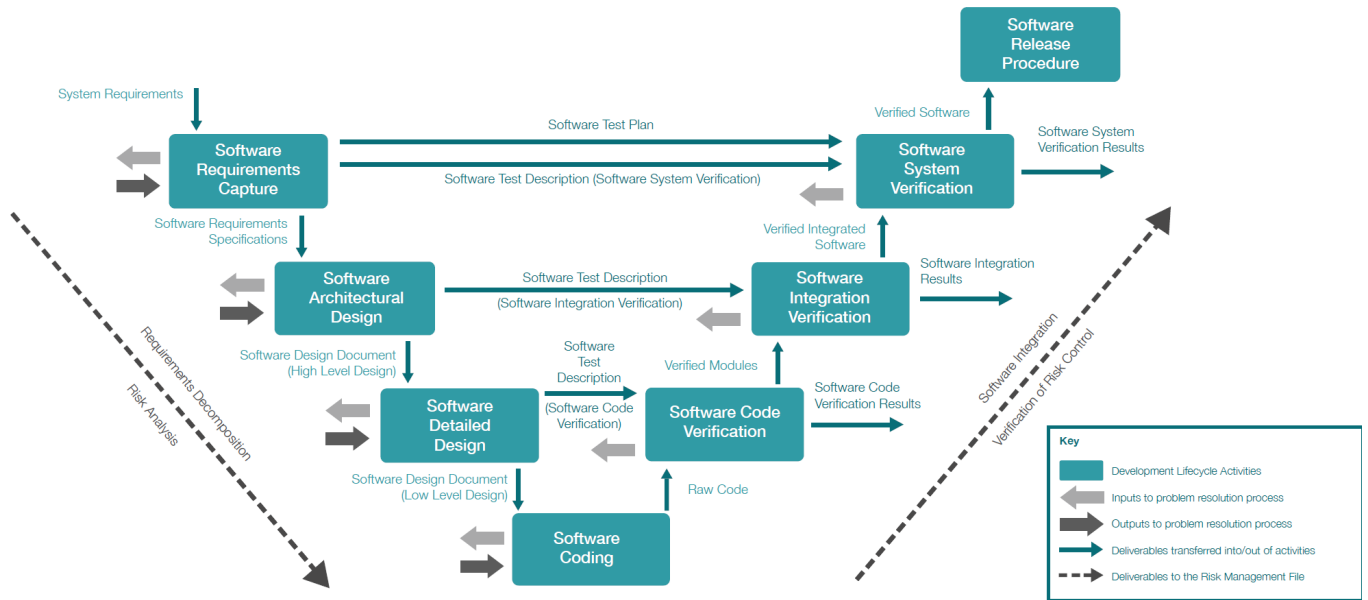 Software
Release
Procedure
System Requirements
Verified Software
Software Test Plan
Software System
Verification Results
Software
Requirements
Capture
Software
System
Verification
Software Test Description (Software System Verification)
Software Requirements
Specifications
Verified Integrated
Software
Software
Architectural
Design
Software Test Description
(Software Integration Verification)
Software
Integration
Verification
Software Integration
Results
Requirements Decomposition
Risk Analysis
Software Integration
Verification of Risk Control
Software Design Document
(High Level Design)
Software
Test
Description
(Software Code
Verification)
Verified Modules
Software Code
Verification Results
Software
Detailed
Design
Software Code
Verification
Software Design Document
(Low Level Design)
Raw Code
Software
Coding
Key
Development Lifecycle Activities
Inputs to problem resolution process
Outputs to problem resolution process
Deliverables transferred into/out of activities
Deliverables to the Risk Management File